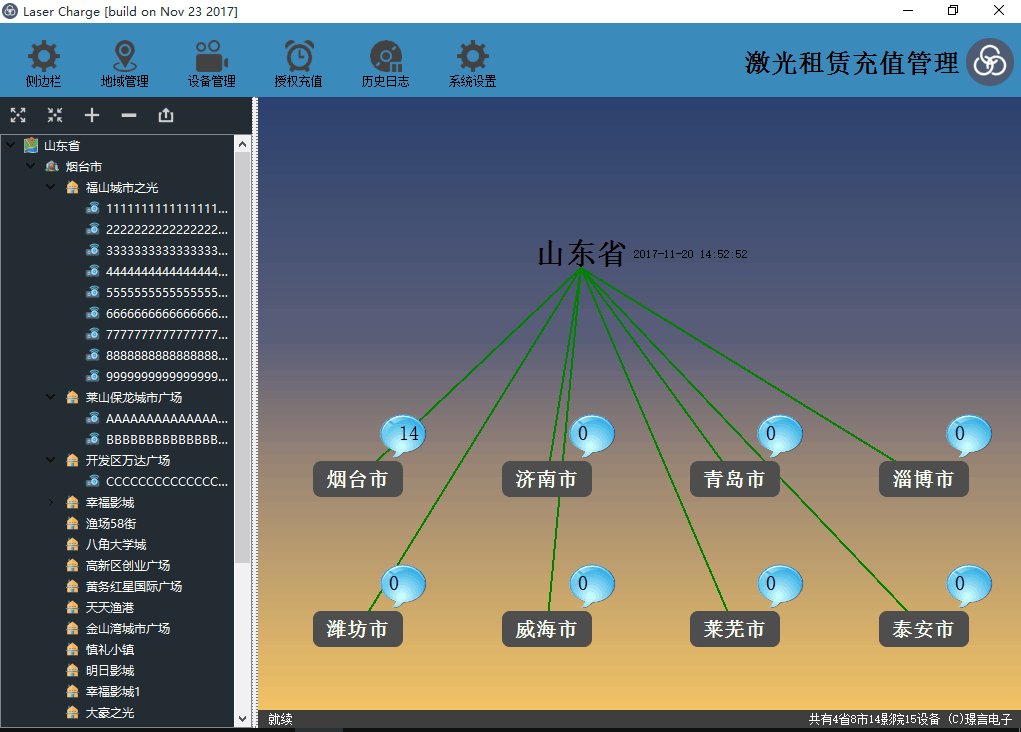 Laser Charge [build on Nov 23 2017]
侧边栏 地域管理 设备管理 授权充值 历史日志 系统设置
激光租赁充值管理
山东省
烟台市
福山城市之光
1111111111111111...
2222222222222222...
3333333333333333...
4444444444444444...
5555555555555555...
6666666666666666...
7777777777777777...
8888888888888888...
9999999999999999...
莱山保龙城市广场
AAAAAAAAAAAAAA...
BBBBBBBBBBBBBB...
开发区万达广场
CCCCCCCCCCCCCC...
幸福影城
渔场58街
八角大学城
高新区创业广场
黄务红星国际广场
天天渔港
金山湾城市广场
慎礼小镇
明日影城
幸福影城1
大豪之光
山东省 2017-11-20 14:52:52
14 0 0 0
烟台市 济南市 青岛市 淄博市
0 0 0 0
潍坊市 威海市 莱芜市 泰安市
就续 共有4省8市14影院15设备 (C)璟言电子